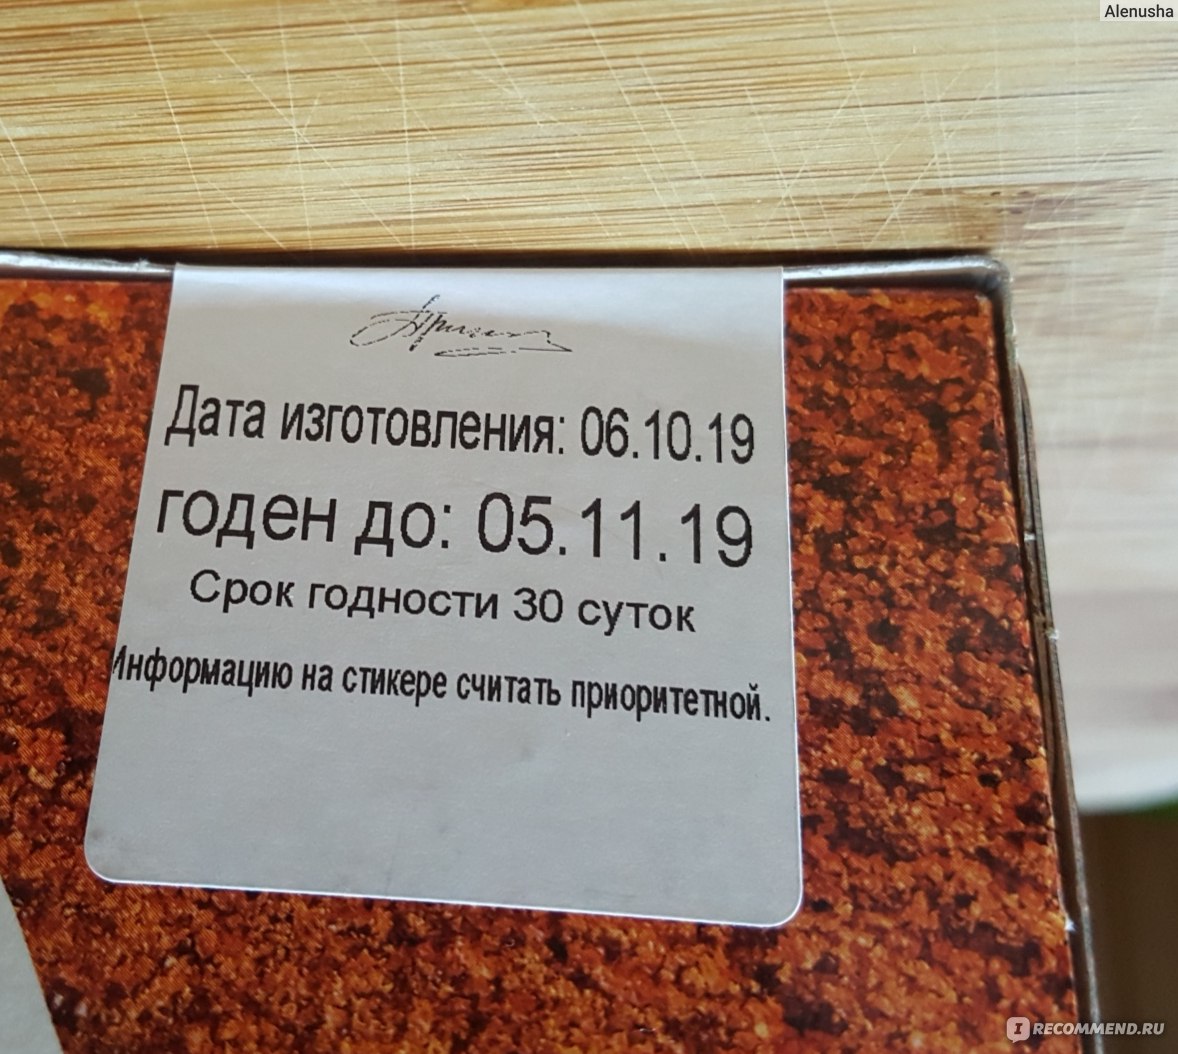 Alenusha
Дата изготовления: 06.10.19
годен до: 05.11.19
Срок годности 30 суток
Информацию на стикере считать приоритетной.
IRECOMMEND.RU